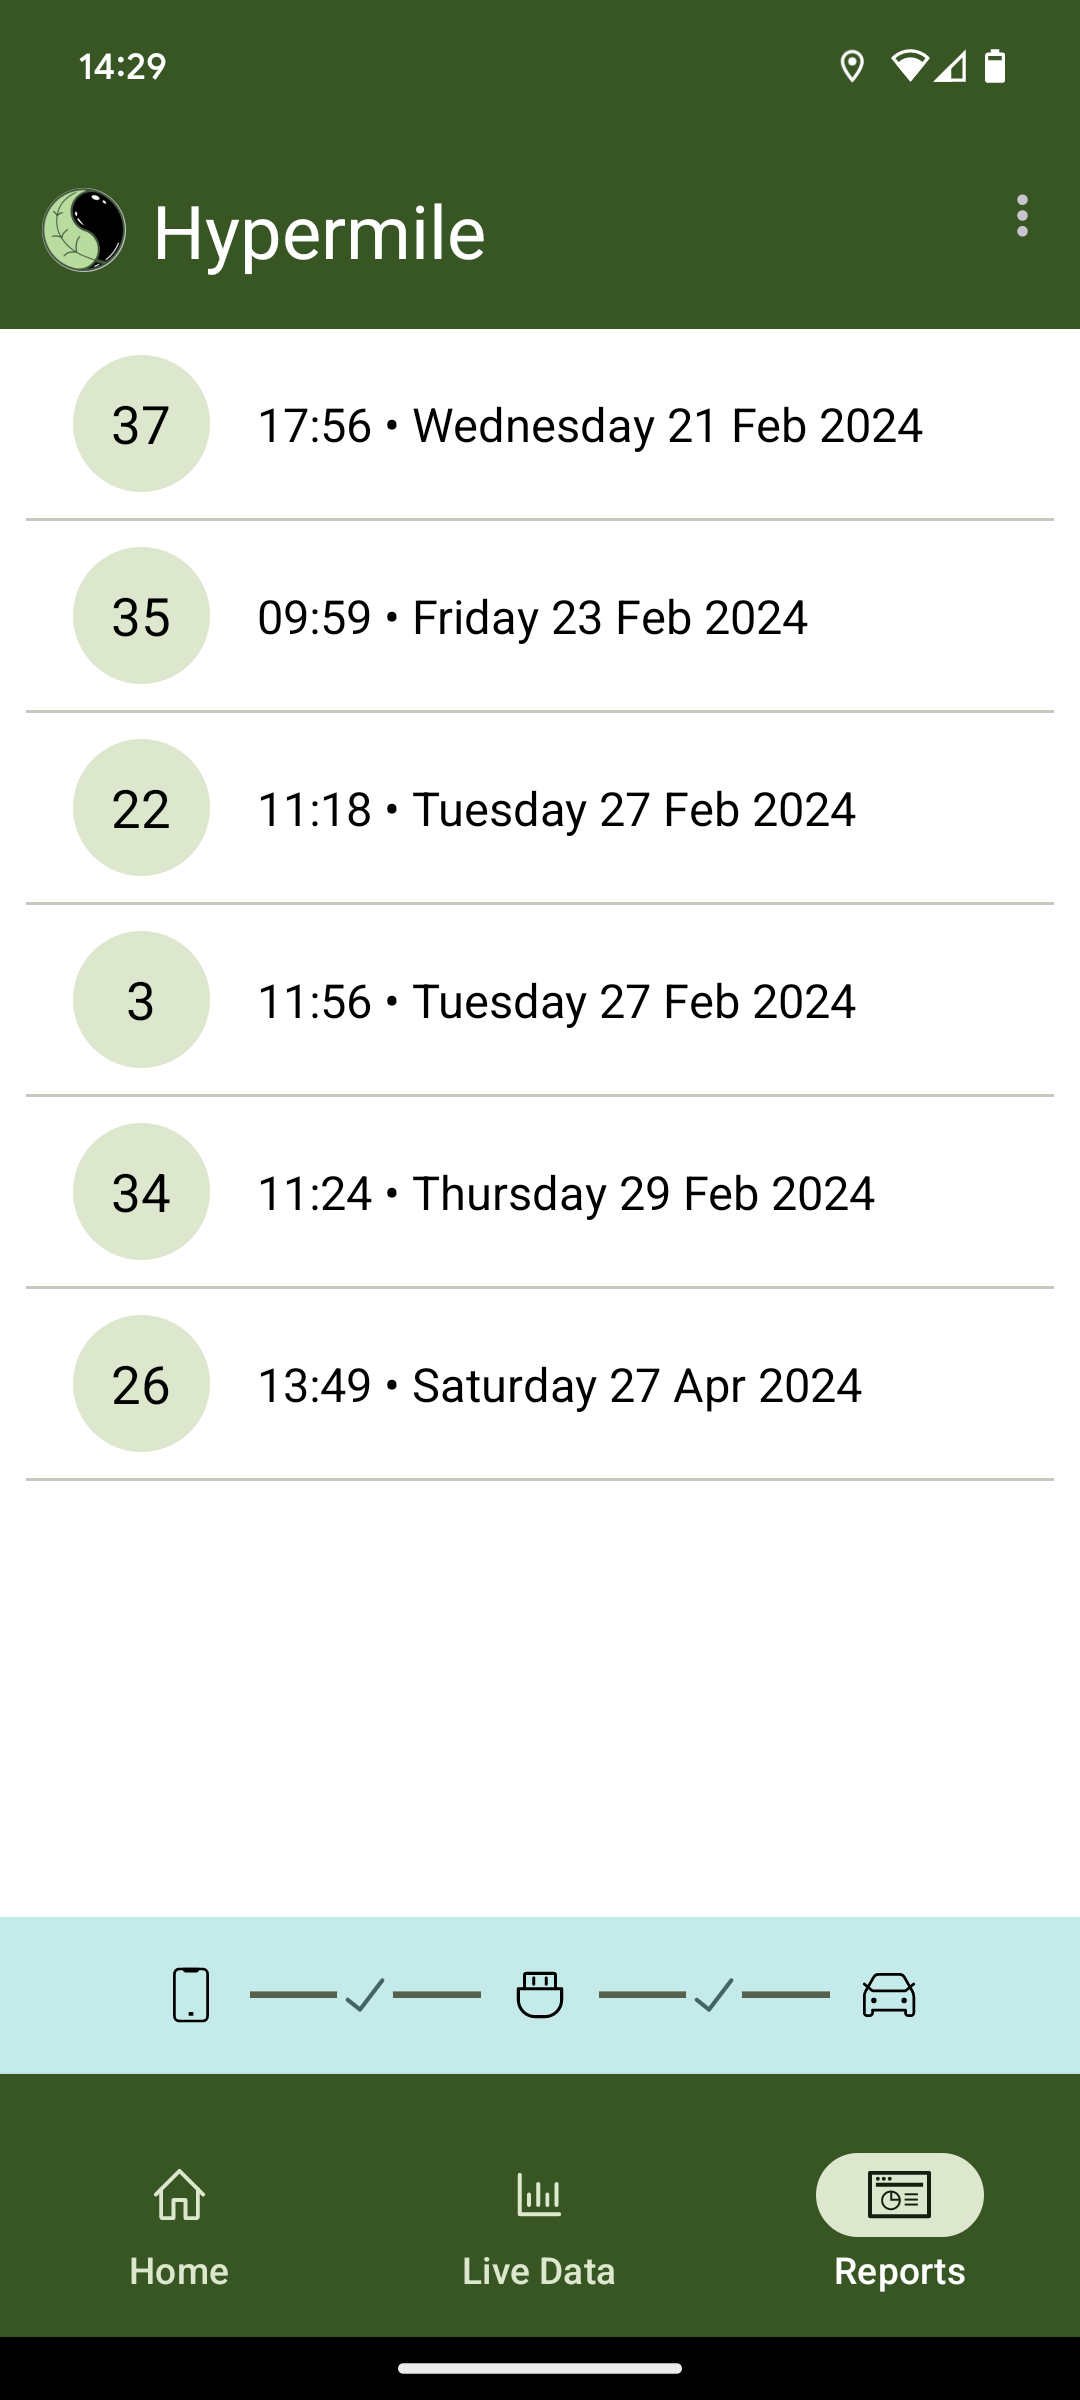 14:29
Hypermile
37 17:56 • Wednesday 21 Feb 2024
35 09:59 • Friday 23 Feb 2024
22 11:18 • Tuesday 27 Feb 2024
3 11:56 • Tuesday 27 Feb 2024
34 11:24 • Thursday 29 Feb 2024
26 13:49 • Saturday 27 Apr 2024
Home Live Data Reports